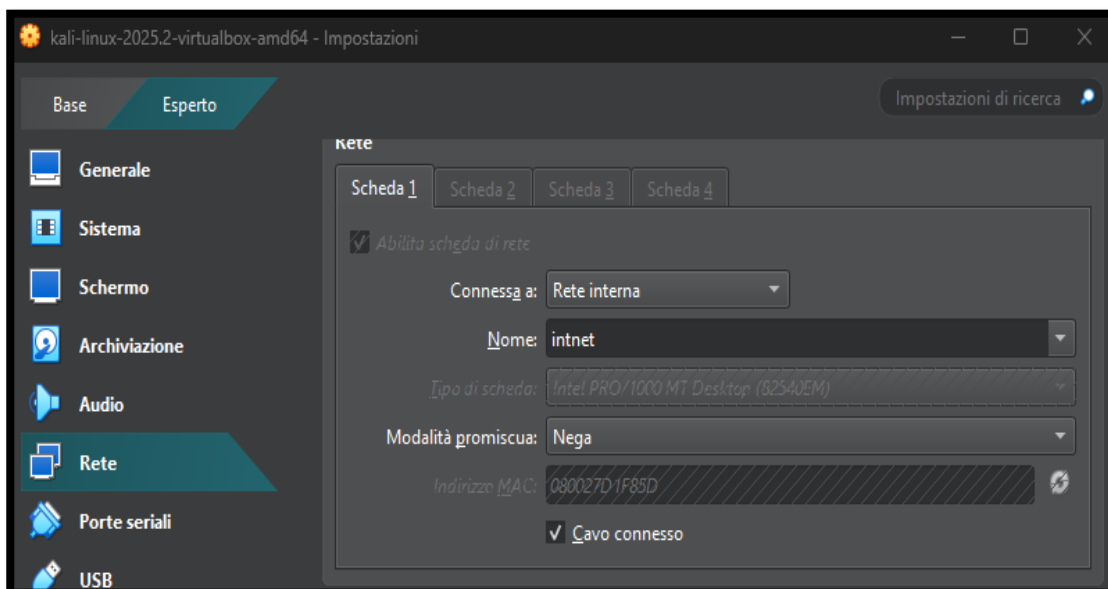 kali-linux-2025.2-virtualbox-amd64 - Impostazioni
Base Esperto
Impostazioni di ricerca
Generale
Sistema
Schermo
Archiviazione
Audio
Rete
Porte seriali
USB
Rete
Scheda 1 Scheda 2 Scheda 3 Scheda 4
Abilita scheda di rete
Connessa a: Rete interna
Nome: intnet
Tipo di scheda: Intel PRO/1000 MT Desktop (82540EM)
Modalità promiscua: Nega
Indirizzo MAC: 080027D1F85D
Cavo connesso